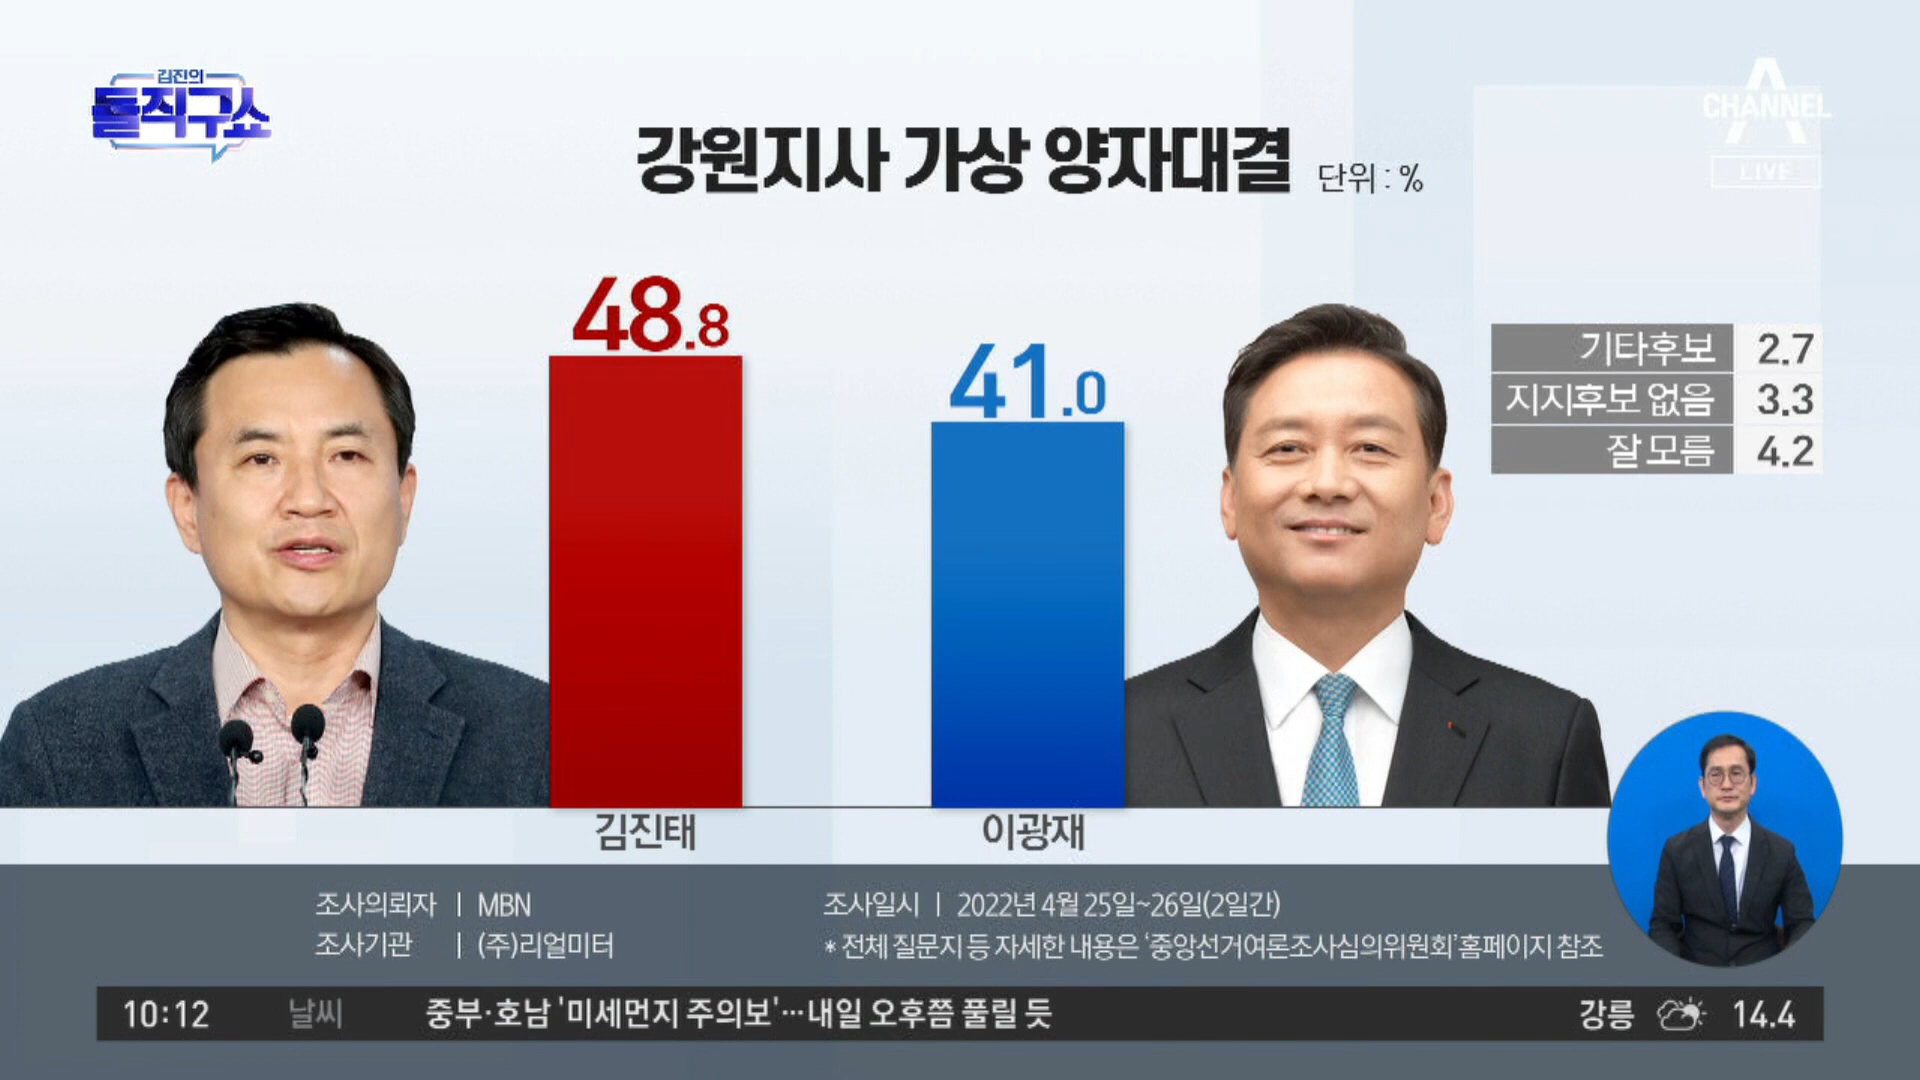 김진의
돌직구쇼
CHANNEL A
LIVE
강원지사 가상 양자대결 단위 : %
48.8
41.0
기타후보 2.7
지지후보 없음 3.3
잘 모름 4.2
김진태
이광재
조사의뢰자 | MBN
조사기관 | (주)리얼미터
조사일시 | 2022년 4월 25일~26일(2일간)
* 전체 질문지 등 자세한 내용은 '중앙선거여론조사심의위원회' 홈페이지 참조
10:12 날씨 중부·호남 '미세먼지 주의보'…내일 오후쯤 풀릴 듯 강릉 14.4